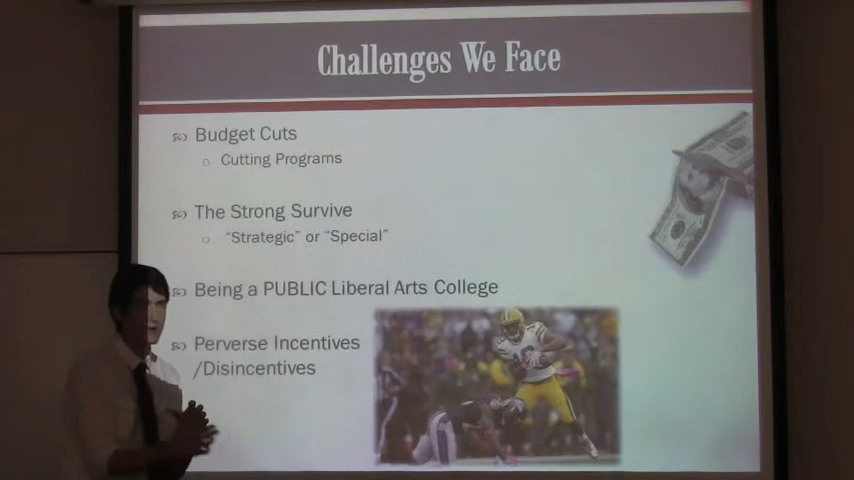 Challenges We Face
Budget Cuts
Cutting Programs
The Strong Survive
"Strategic" or "Special"
Being a PUBLIC Liberal Arts College
Perverse Incentives
/Disincentives